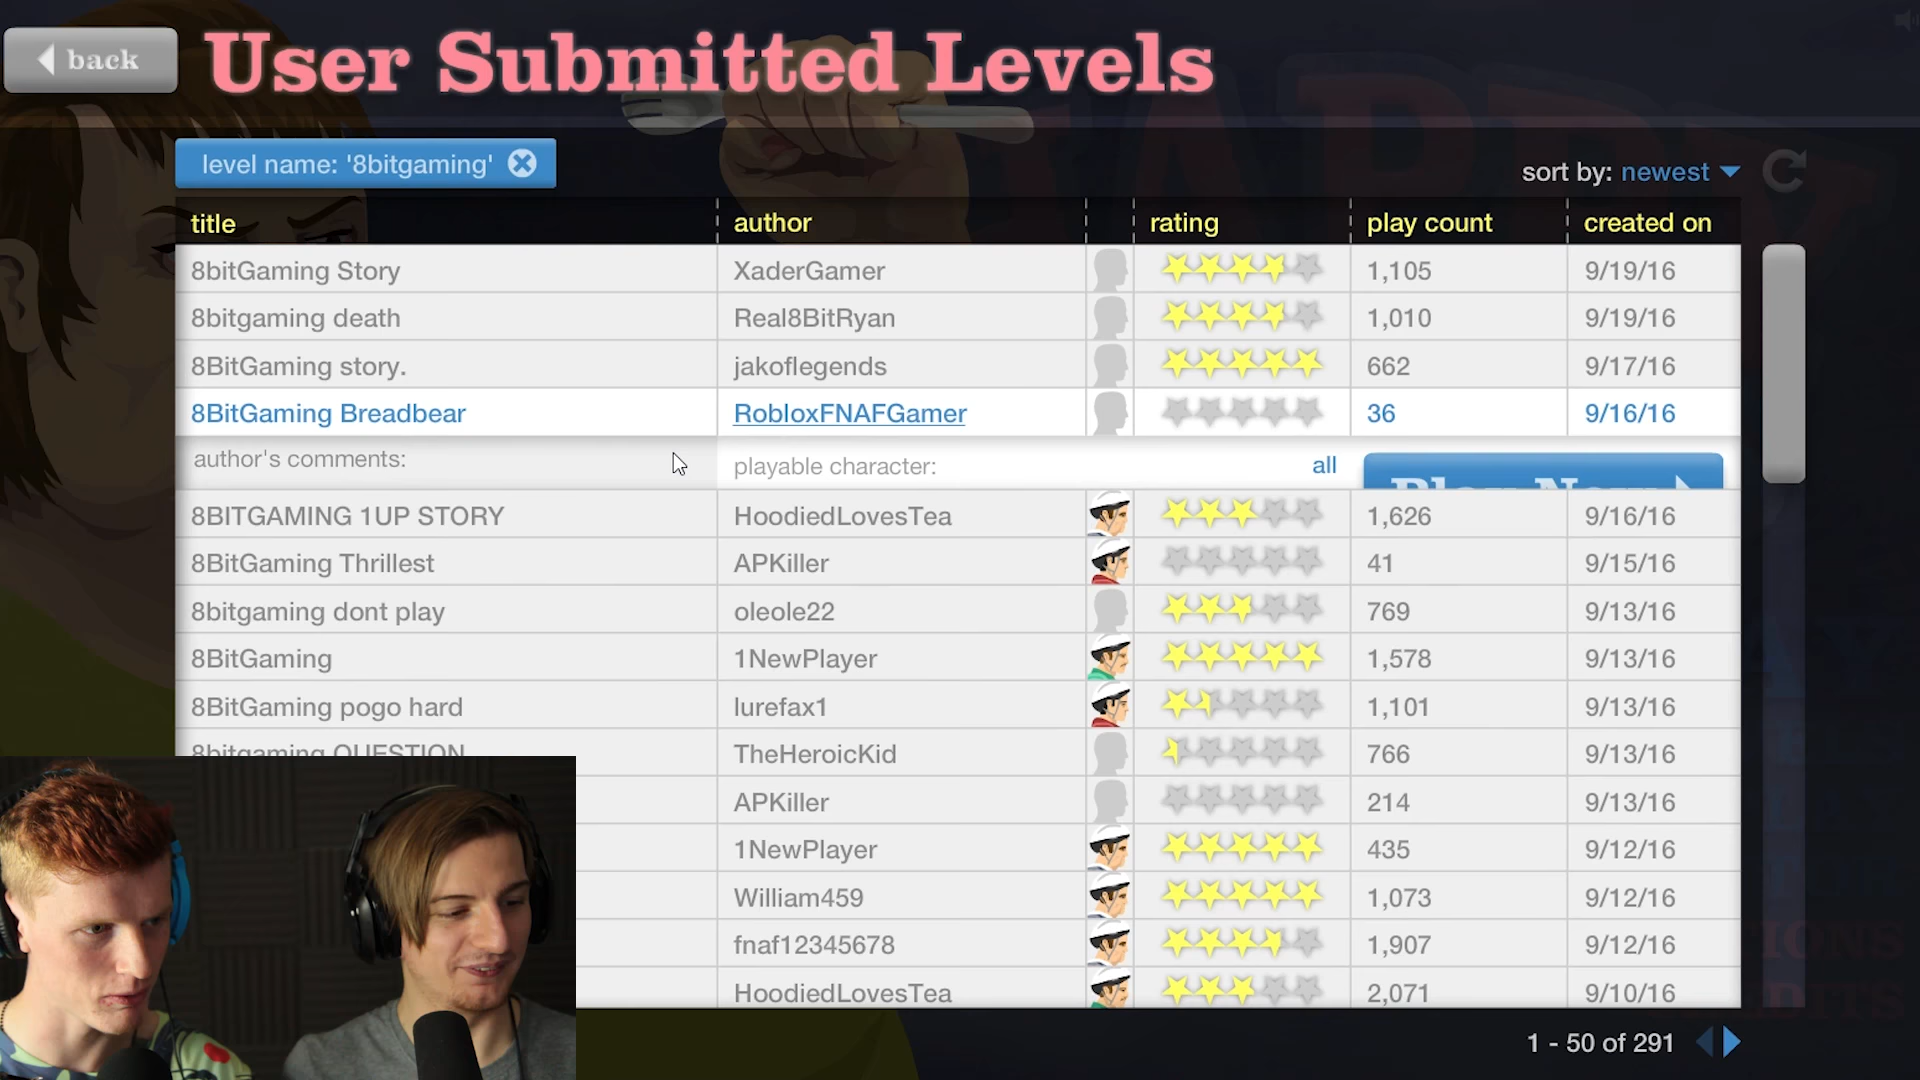 back
User Submitted Levels
level name: '8bitgaming'
sort by: newest
title author rating play count created on
8bitGaming Story XaderGamer 1,105 9/19/16
8bitgaming death Real8BitRyan 1,010 9/19/16
8BitGaming story. jakoflegends 662 9/17/16
8BitGaming Breadbear RobloxFNAFGamer 36 9/16/16
author's comments: playable character: all Play Now
8BITGAMING 1UP STORY HoodiedLovesTea 1,626 9/16/16
8BitGaming Thrillest APKiller 41 9/15/16
8bitgaming dont play oleole22 769 9/13/16
8BitGaming 1NewPlayer 1,578 9/13/16
8BitGaming pogo hard lurefax1 1,101 9/13/16
8bitgaming QUESTION TheHeroicKid 766 9/13/16
APKiller 214 9/13/16
1NewPlayer 435 9/12/16
William459 1,073 9/12/16
fnaf12345678 1,907 9/12/16
HoodiedLovesTea 2,071 9/10/16
1 - 50 of 291